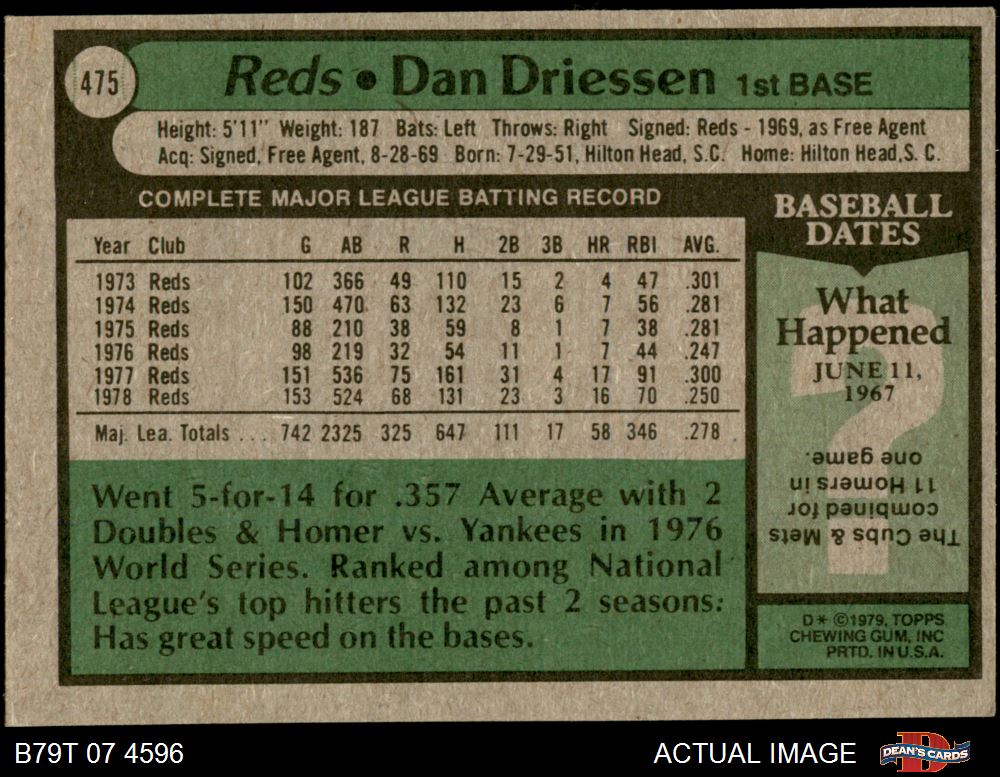 475
Reds • Dan Driessen 1st BASE
Height: 5'11" Weight: 187 Bats: Left Throws: Right Signed: Reds - 1969, as Free Agent
Acq: Signed, Free Agent, 8-28-69 Born: 7-29-51, Hilton Head, S.C. Home: Hilton Head, S. C.
COMPLETE MAJOR LEAGUE BATTING RECORD
Year Club G AB R H 2B 3B HR RBI AVG.
1973 Reds 102 366 49 110 15 2 4 47 .301
1974 Reds 150 470 63 132 23 6 7 56 .281
1975 Reds 88 210 38 59 8 1 7 38 .281
1976 Reds 98 219 32 54 11 1 7 44 .247
1977 Reds 151 536 75 161 31 4 17 91 .300
1978 Reds 153 524 68 131 23 3 16 70 .250
Maj. Lea. Totals ... 742 2325 325 647 111 17 58 346 .278
Went 5-for-14 for .357 Average with 2
Doubles & Homer vs. Yankees in 1976
World Series. Ranked among National
League's top hitters the past 2 seasons.
Has great speed on the bases.
BASEBALL
DATES
What
Happened
JUNE 11,
1967
?
The Cubs & Mets
combined for
11 Homers in
one game.
D* ©1979, TOPPS
CHEWING GUM, INC
PRTD. IN U.S.A.
B79T 07 4596
ACTUAL IMAGE
D
DEAN'S CARDS